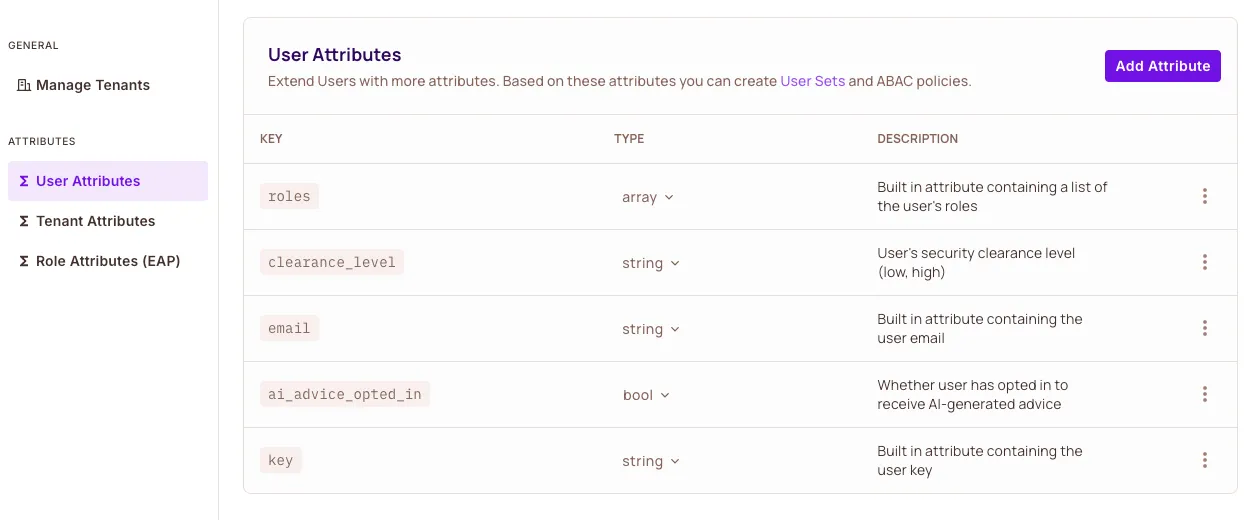 GENERAL
Manage Tenants
ATTRIBUTES
User Attributes
Tenant Attributes
Role Attributes (EAP)
User Attributes
Extend Users with more attributes. Based on these attributes you can create User Sets and ABAC policies.
Add Attribute
KEY TYPE DESCRIPTION
roles array Built in attribute containing a list of
the user's roles
clearance_level string User's security clearance level
(low, high)
email string Built in attribute containing the
user email
ai_advice_opted_in bool Whether user has opted in to
receive AI-generated advice
key string Built in attribute containing the
user key